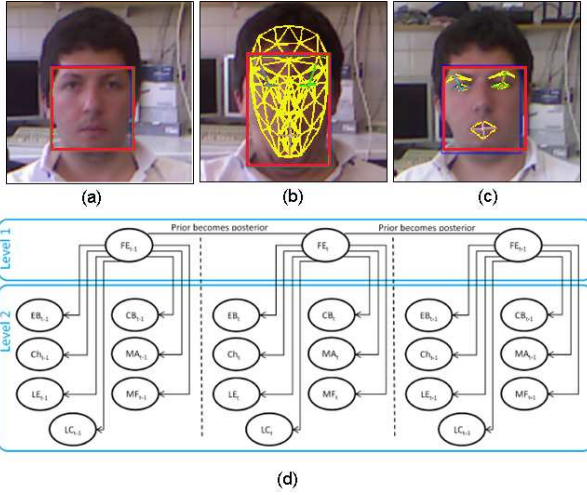 (a) (b) (c)
Level 1
Prior becomes posterior Prior becomes posterior
FEt-1 FEt FEt-1
Level 2
EBt-1 CBt-1 EBt CBt EBt-1 CBt-1
Cht-1 MAt-1 Cht MAt Cht-1 MAt-1
LEt-1 MFt-1 LEt MFt LEt-1 MFt-1
LCt-1 LCt LCt-1
(d)